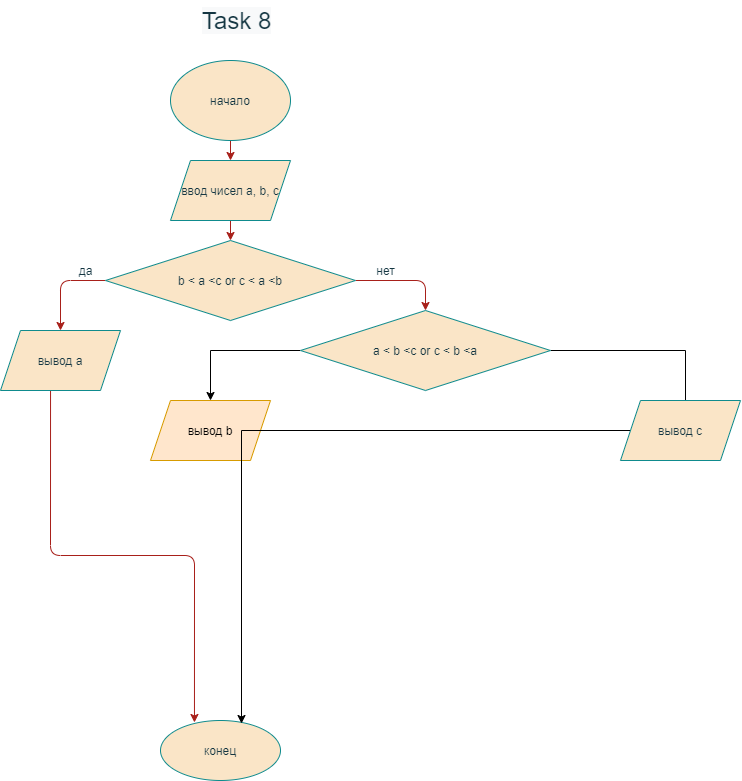 Task 8
начало
ввод чисел a, b, c
b < a <c or c < a <b
да
нет
a < b <c or c < b <a
вывод a
вывод b
вывод c
конец